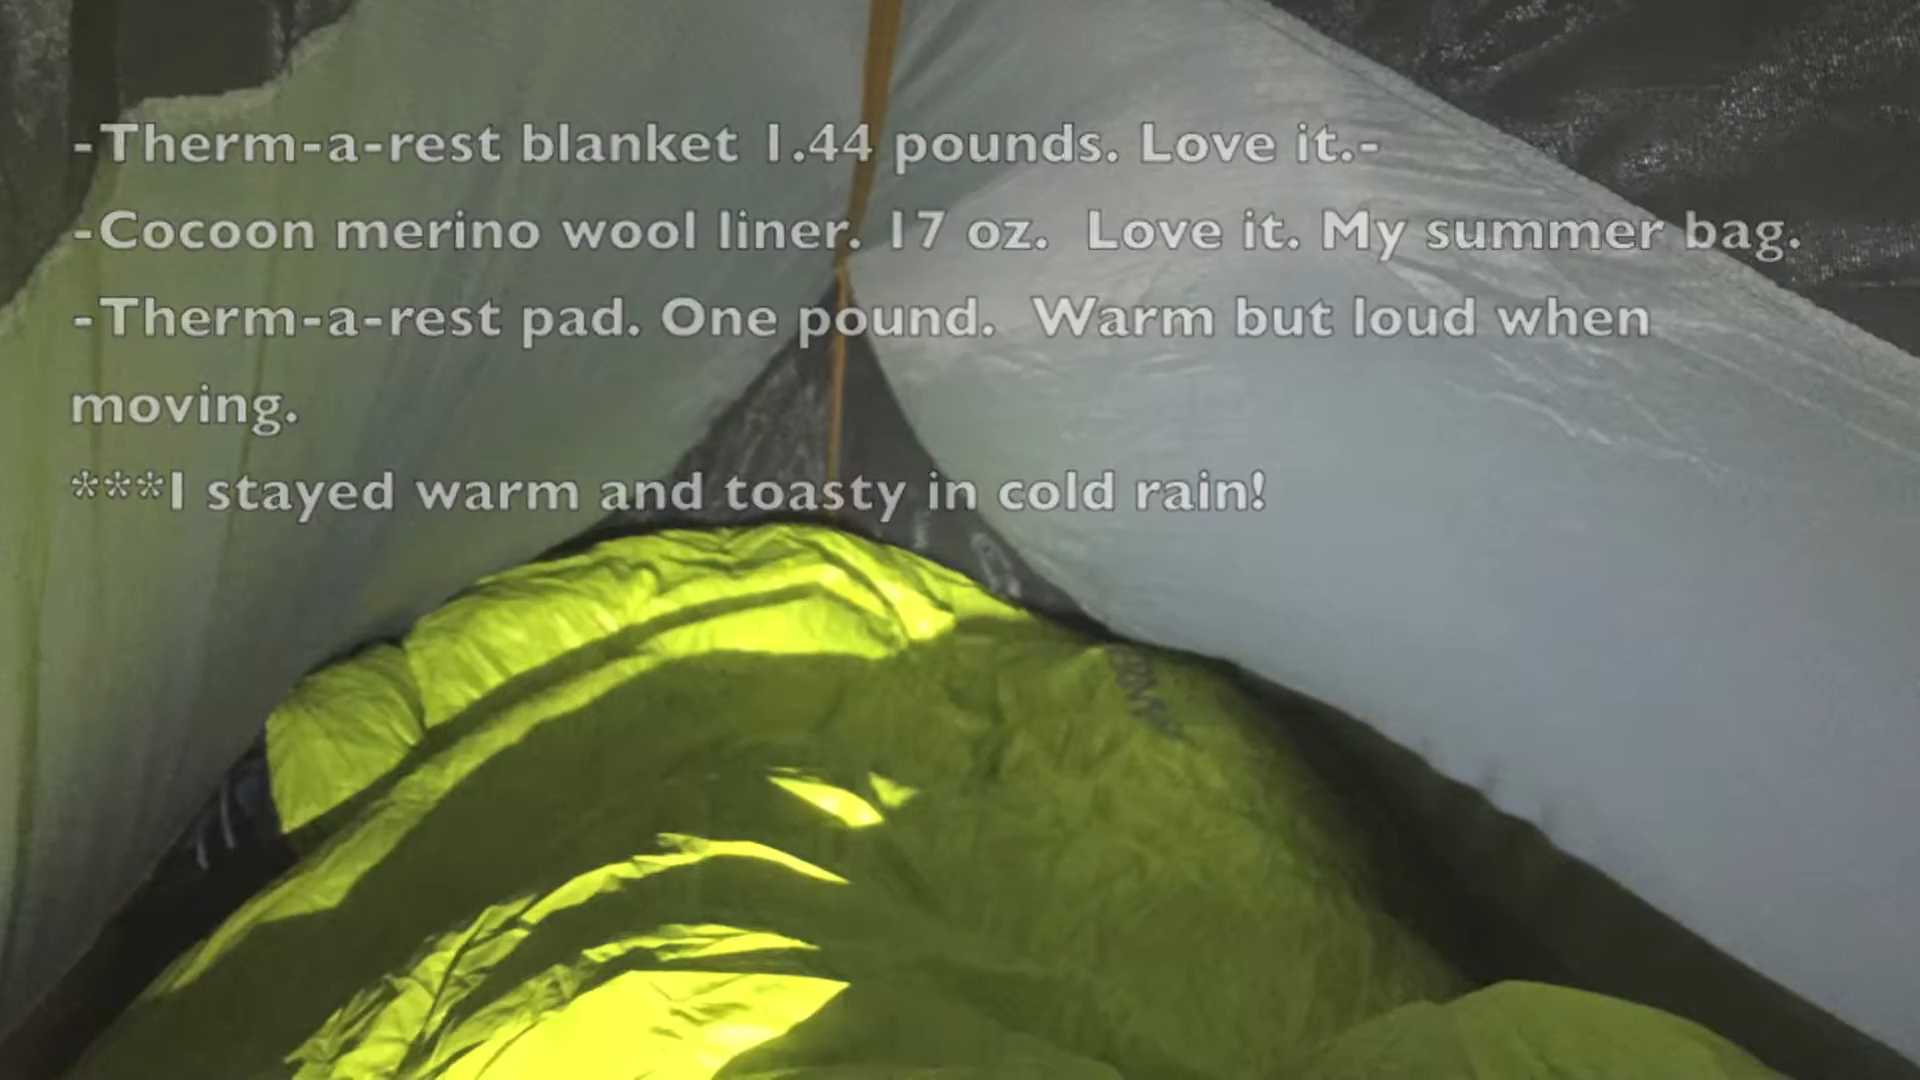 -Therm-a-rest blanket 1.44 pounds. Love it.-
-Cocoon merino wool liner. 17 oz.  Love it. My summer bag.
-Therm-a-rest pad. One pound.  Warm but loud when
moving.
***I stayed warm and toasty in cold rain!